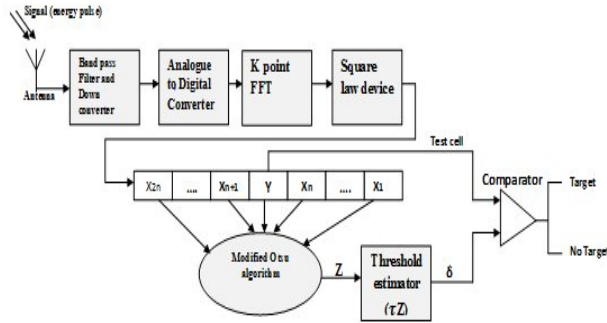 Signal (energy pulse)
Antenna
Band pass
Filter and
Down
converter
Analogue
to Digital
Converter
K point
FFT
Square
law device
Test cell
X2n
....
Xn+1
Y
Xn
....
X1
Comparator
Target
No Target
Modified Otsu
algorithm
Z
Threshold
estimator
(τZ)
δ